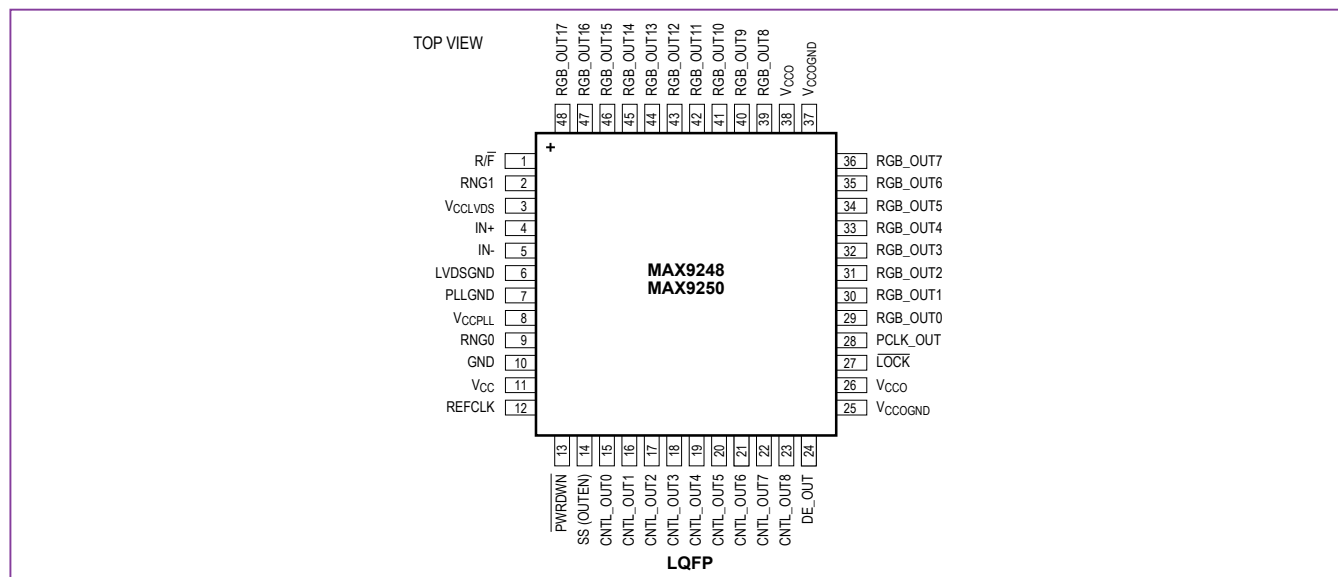 TOP VIEW
RGB_OUT17
RGB_OUT16
RGB_OUT15
RGB_OUT14
RGB_OUT13
RGB_OUT12
RGB_OUT11
RGB_OUT10
RGB_OUT9
RGB_OUT8
VCCO
VCCOGND
48 47 46 45 44 43 42 41 40 39 38 37
+
R/F̅ 1
RNG1 2
VCCLVDS 3
IN+ 4
IN- 5
LVDSGND 6
PLLGND 7
VCCPLL 8
RNG0 9
GND 10
VCC 11
REFCLK 12
MAX9248
MAX9250
36 RGB_OUT7
35 RGB_OUT6
34 RGB_OUT5
33 RGB_OUT4
32 RGB_OUT3
31 RGB_OUT2
30 RGB_OUT1
29 RGB_OUT0
28 PCLK_OUT
27 L̅O̅C̅K̅
26 VCCO
25 VCCOGND
13 14 15 16 17 18 19 20 21 22 23 24
P̅W̅R̅D̅W̅N̅
SS (OUTEN)
CNTL_OUT0
CNTL_OUT1
CNTL_OUT2
CNTL_OUT3
CNTL_OUT4
CNTL_OUT5
CNTL_OUT6
CNTL_OUT7
CNTL_OUT8
DE_OUT
LQFP